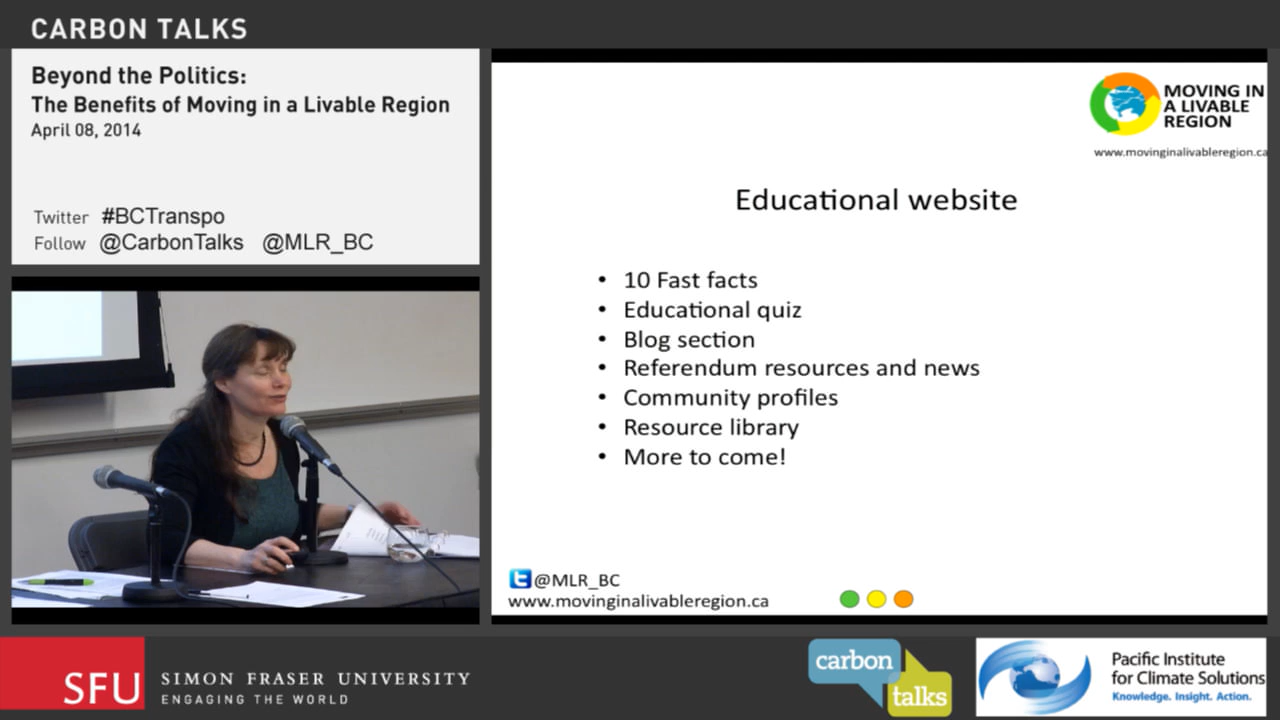 CARBON TALKS
Beyond the Politics:
The Benefits of Moving in a Livable Region
April 08, 2014
Twitter #BCTranspo
Follow @CarbonTalks @MLR_BC
MOVING IN
A LIVABLE
REGION
www.movinginalivableregion.ca
Educational website
• 10 Fast facts
• Educational quiz
• Blog section
• Referendum resources and news
• Community profiles
• Resource library
• More to come!
@MLR_BC
www.movinginalivableregion.ca
SFU SIMON FRASER UNIVERSITY
ENGAGING THE WORLD
carbon
talks
Pacific Institute
for Climate Solutions
Knowledge. Insight. Action.